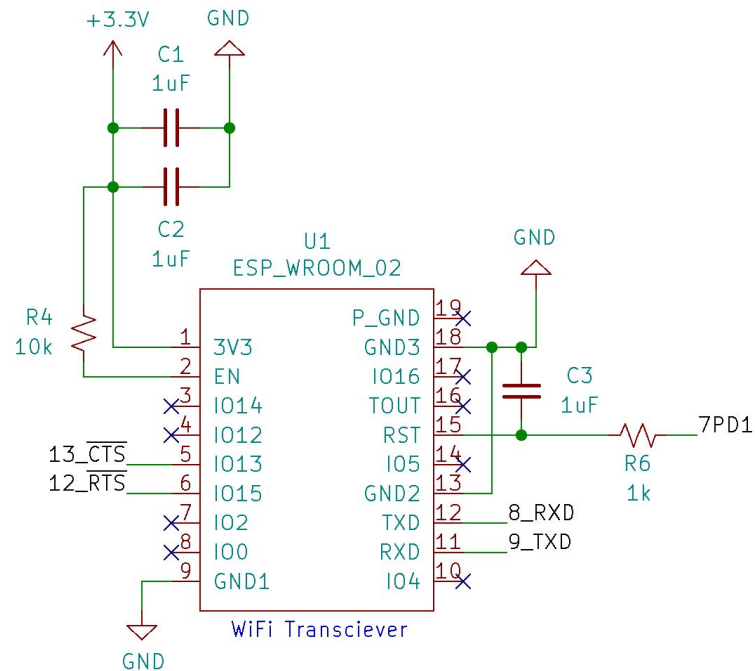 +3.3V
GND
C1
1uF
C2
1uF
U1
ESP_WROOM_02
GND
R4
10k
1 3V3
2 EN
3 IO14
4 IO12
13_CTS 5 IO13
12_RTS 6 IO15
7 IO2
8 IO0
9 GND1
P_GND 19
GND3 18
IO16 17
TOUT 16
RST 15
IO5 14
GND2 13
TXD 12 8_RXD
RXD 11 9_TXD
IO4 10
C3
1uF
7PD1
R6
1k
WiFi Transciever
GND